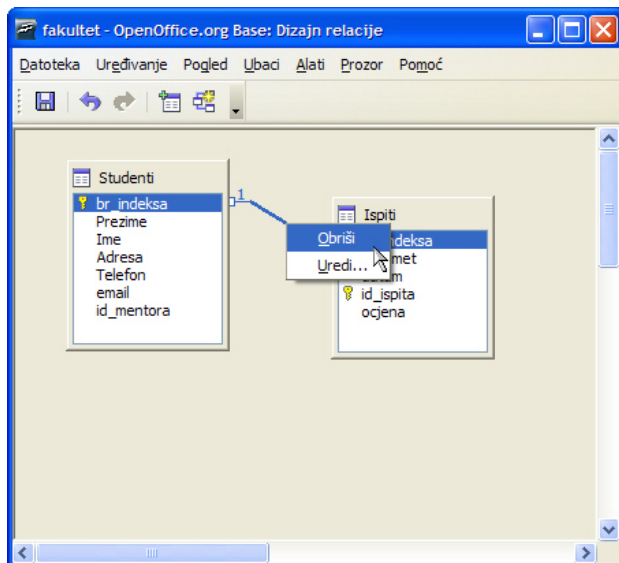 fakultet - OpenOffice.org Base: Dizajn relacije
Datoteka Uređivanje Pogled Ubaci Alati Prozor Pomoć
Studenti
br_indeksa
Prezime
Ime
Adresa
Telefon
email
id_mentora
1
Ispiti
id_ispita
ocjena
Obriši
Uredi...